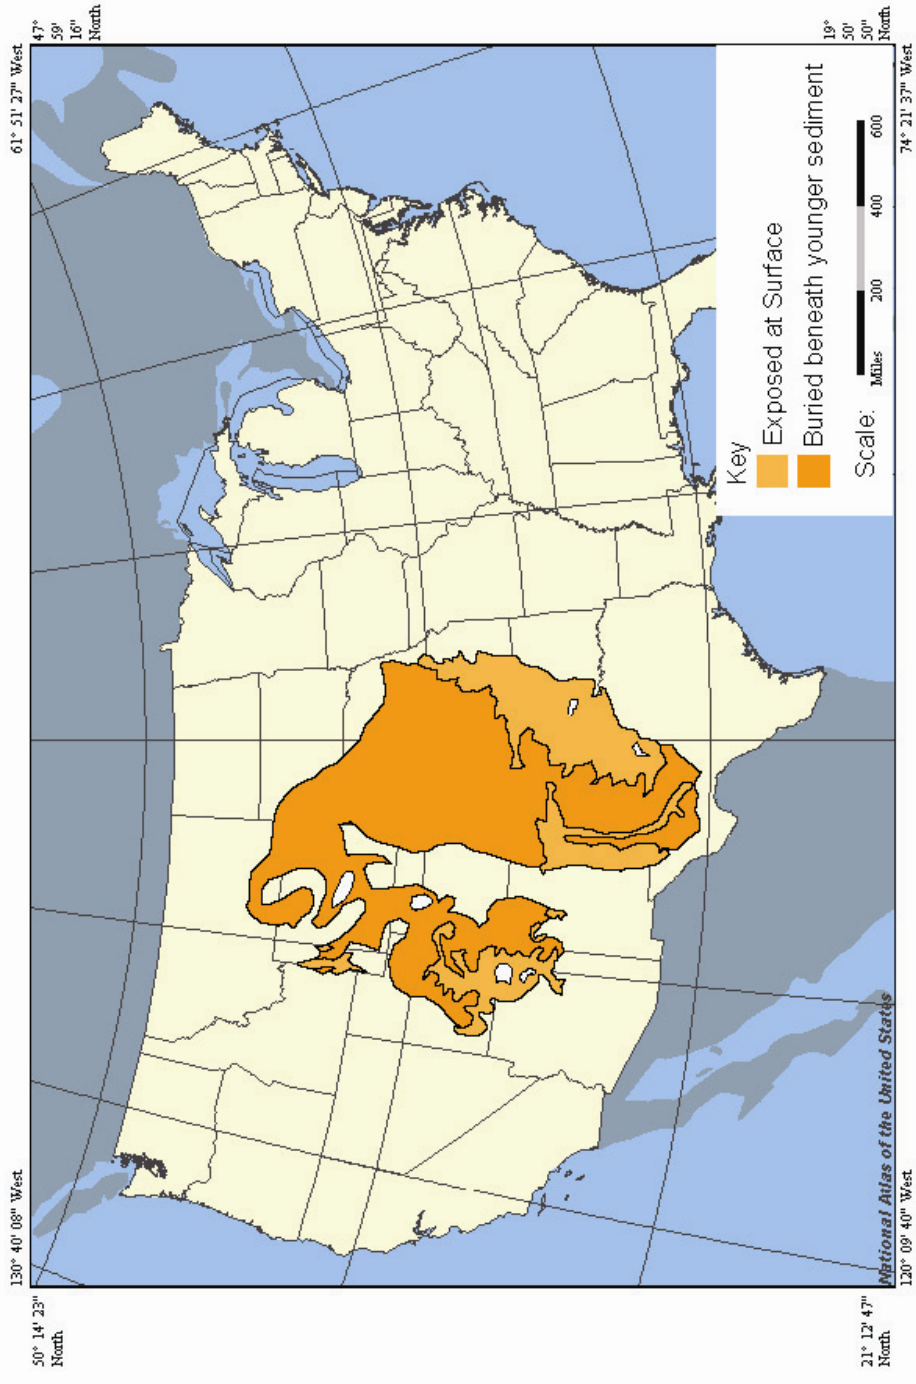 130° 40' 08" West
61° 51' 27" West
50° 14' 23"
North
47°
59'
16"
North
Key
Exposed at Surface
Buried beneath younger sediment
Scale:
Miles 200 400 600
National Atlas of the United States
21° 12' 47"
North
19°
50'
50"
North
120° 09' 40" West
74° 21' 37" West